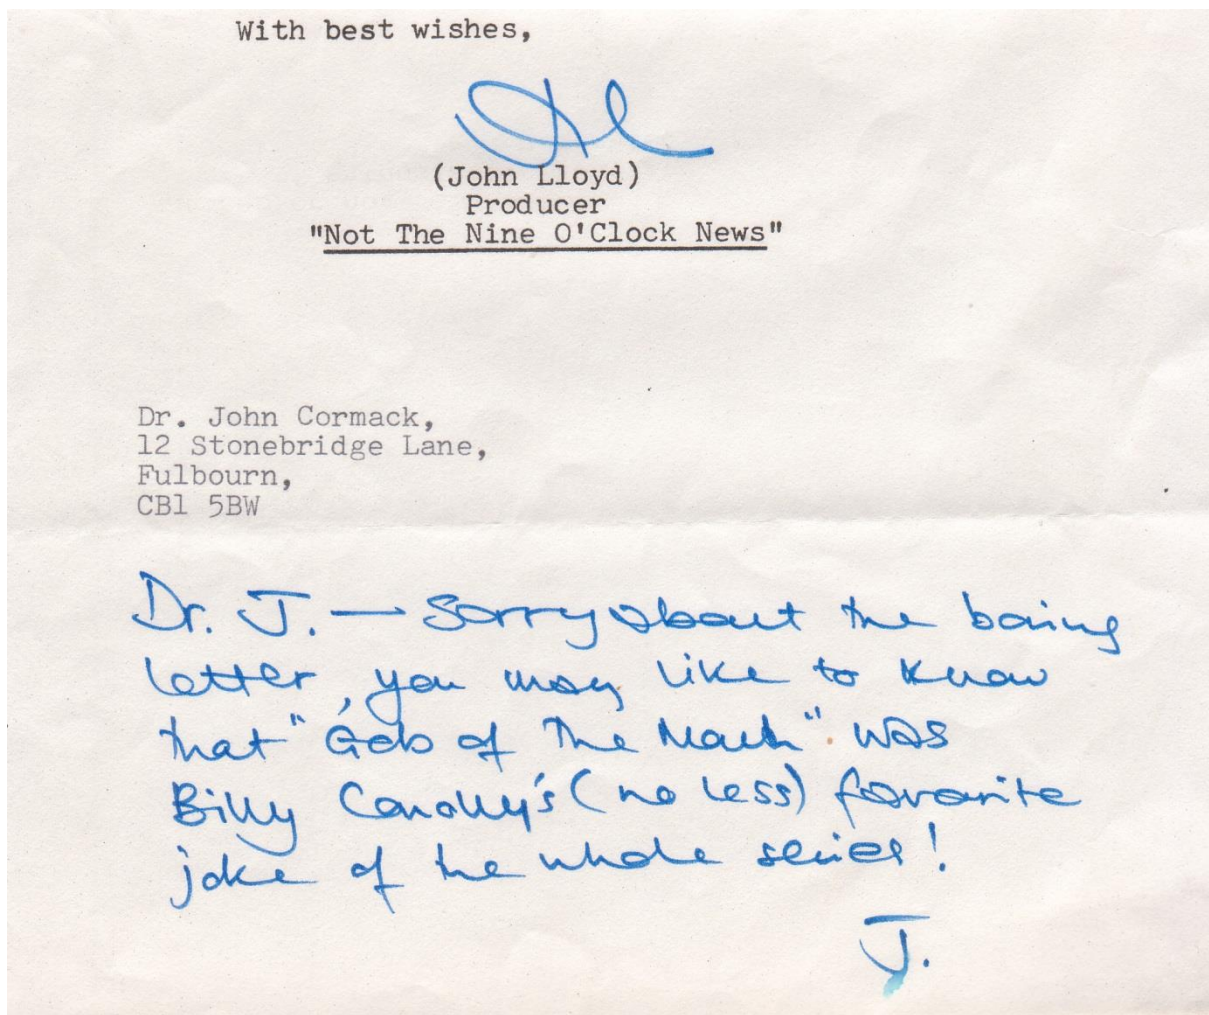 With best wishes,
(John Lloyd)
Producer
"Not The Nine O'Clock News"
Dr. John Cormack,
12 Stonebridge Lane,
Fulbourn,
CB1 5BW
Dr. J. — Sorry about the boring
letter, you may like to know
that "Gob of The Month" was
Billy Conolly's (no less) favorite
joke of the whole series!
J.